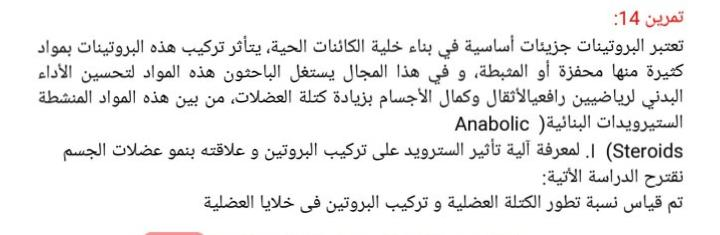 تمرين 14:
تعتبر البروتينات جزيئات أساسية في بناء خلية الكائنات الحية، يتأثر تركيب هذه البروتينات بمواد
كثيرة منها محفزة أو المثبطة، و في هذا المجال يستغل الباحثون هذه المواد لتحسين الأداء
البدني لرياضيين رافعيالأثقال وكمال الأجسام بزيادة كتلة العضلات، من بين هذه المواد المنشطة
الستيرويدات البنائية( Anabolic
Steroids) I. لمعرفة آلية تأثير السترويد على تركيب البروتين و علاقته بنمو عضلات الجسم
نقترح الدراسة الأتية:
تم قياس نسبة تطور الكتلة العضلية و تركيب البروتين فى خلايا العضلية